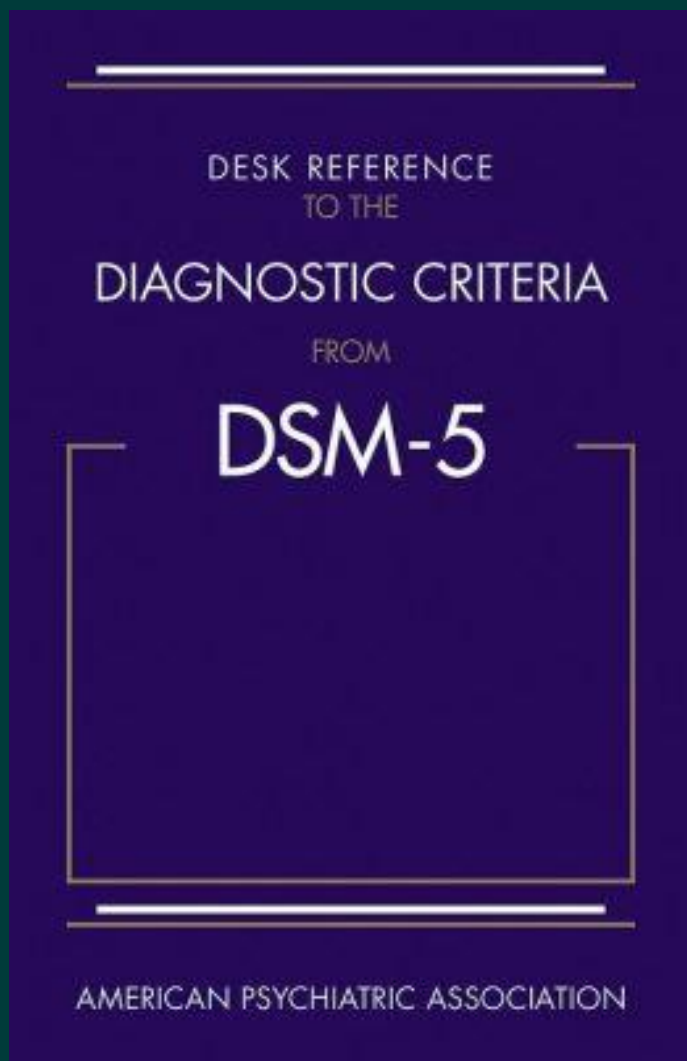 DESK REFERENCE
TO THE
DIAGNOSTIC CRITERIA
FROM
DSM-5
AMERICAN PSYCHIATRIC ASSOCIATION